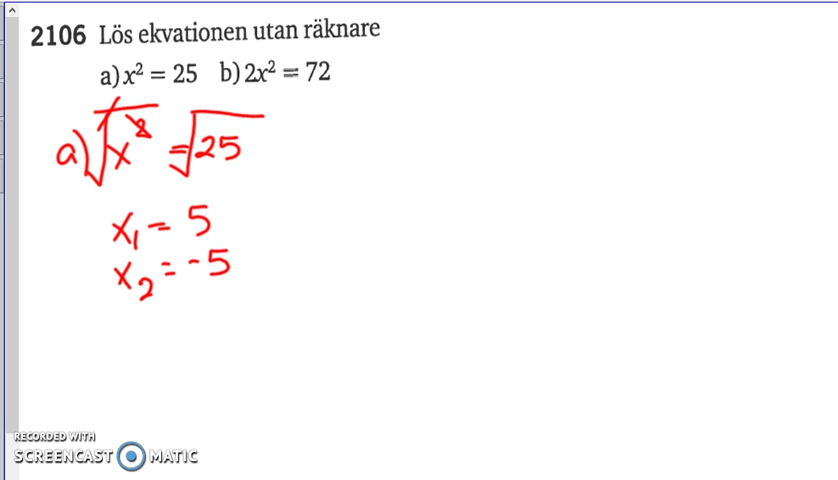 2106 Lös ekvationen utan räknare
a) x² = 25 b) 2x² = 72
a) √x² = √25
x₁ = 5
x₂ = -5
RECORDED WITH
SCREENCAST MATIC